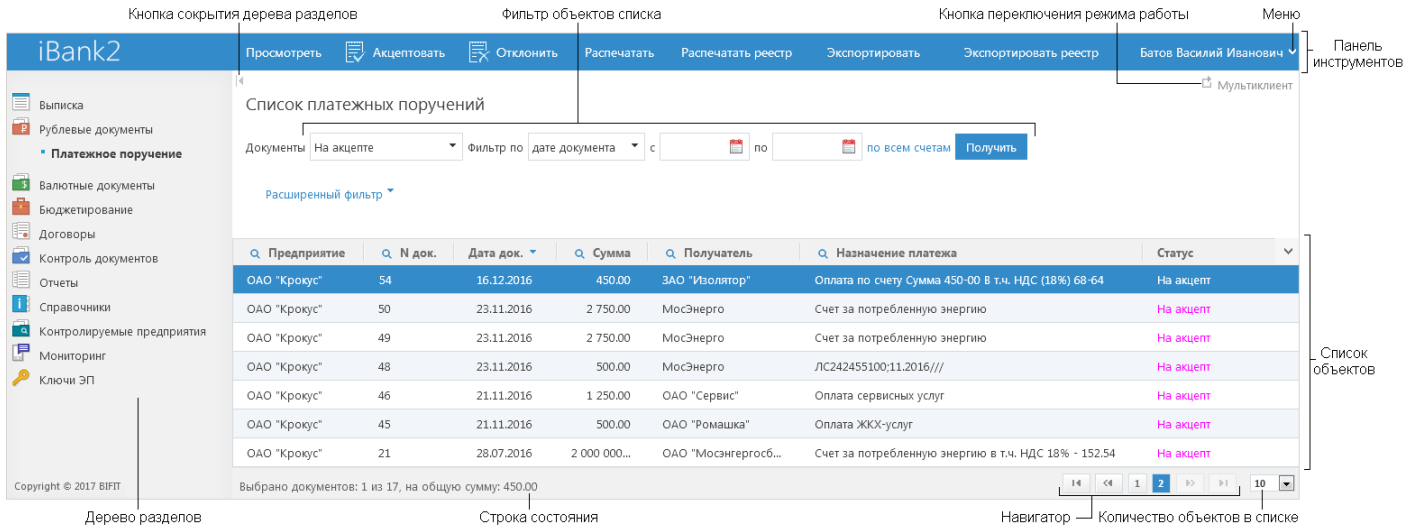 Кнопка сокрытия дерева разделов Фильтр объектов списка Кнопка переключения режима работы Меню
iBank2 Просмотреть Акцептовать Отклонить Распечатать Распечатать реестр Экспортировать Экспортировать реестр Батов Василий Иванович
Панель инструментов
Мультиклиент
Выписка
Рублевые документы
Платежное поручение
Валютные документы
Бюджетирование
Договоры
Контроль документов
Отчеты
Справочники
Контролируемые предприятия
Мониторинг
Ключи ЭП
Copyright © 2017 BIFIT
Список платежных поручений
Документы На акцепте Фильтр по дате документа с по по всем счетам Получить
Расширенный фильтр
Предприятие N док. Дата док. Сумма Получатель Назначение платежа Статус
ОАО "Крокус" 54 16.12.2016 450.00 ЗАО "Изолятор" Оплата по счету Сумма 450-00 В т.ч. НДС (18%) 68-64 На акцепт
ОАО "Крокус" 50 23.11.2016 2 750.00 МосЭнерго Счет за потребленную энергию На акцепт
ОАО "Крокус" 49 23.11.2016 2 750.00 МосЭнерго Счет за потребленную энергию На акцепт
ОАО "Крокус" 48 23.11.2016 500.00 МосЭнерго ЛС242455100;11.2016/// На акцепт
ОАО "Крокус" 46 21.11.2016 1 250.00 ОАО "Сервис" Оплата сервисных услуг На акцепт
ОАО "Крокус" 45 21.11.2016 500.00 ОАО "Ромашка" Оплата ЖКХ-услуг На акцепт
ОАО "Крокус" 21 28.07.2016 2 000 000... ОАО "Мосэнергосб... Счет за потребленную энергию в т.ч. НДС 18% - 152.54 На акцепт
Список объектов
Выбрано документов: 1 из 17, на общую сумму: 450.00 1 2 10
Дерево разделов Строка состояния Навигатор Количество объектов в списке